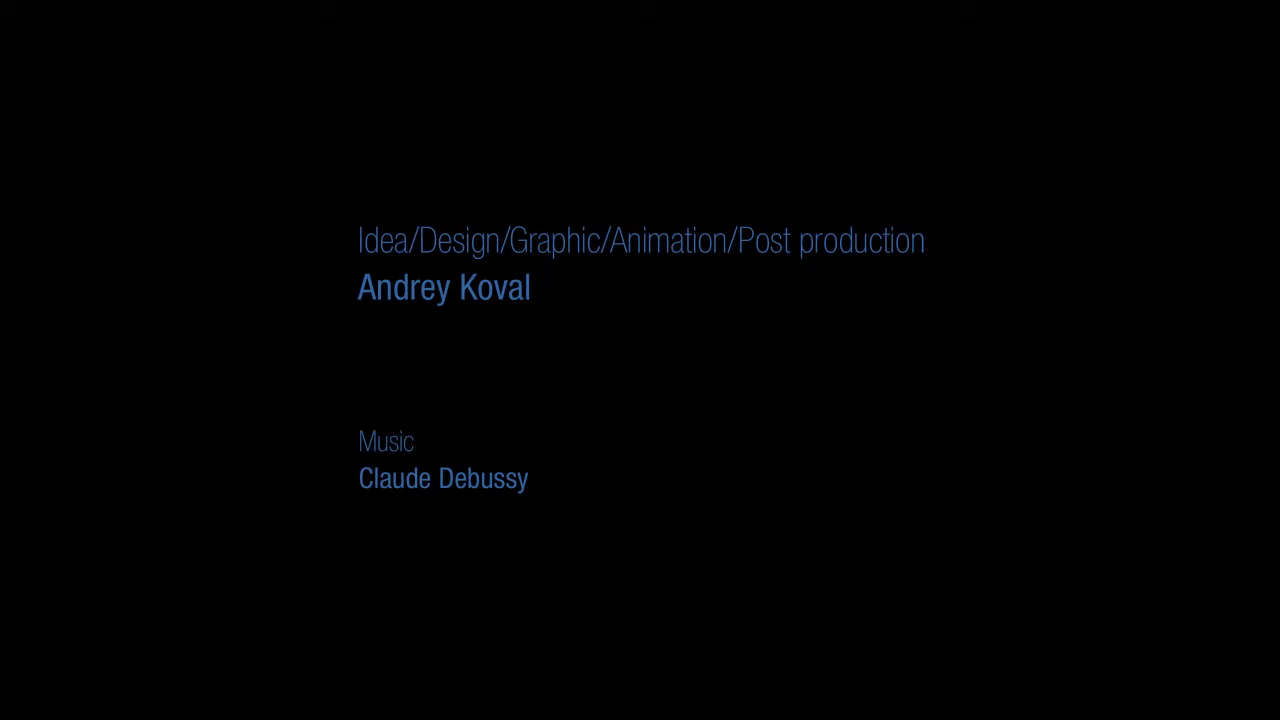 Idea/Design/Graphic/Animation/Post production
Andrey Koval
Music
Claude Debussy